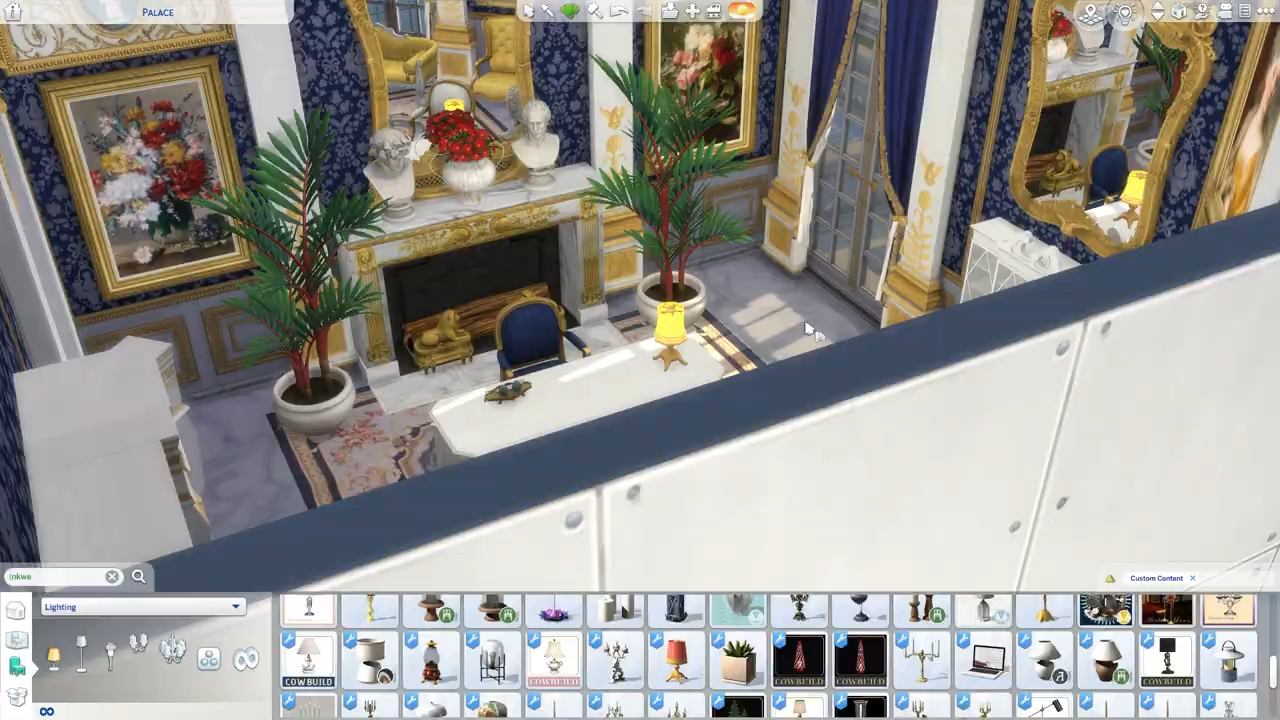 PALACE
inkwe
Custom Content
Lighting
COWBUILD
COWBUILD
COWBUILD
COWBUILD
COWBUILD